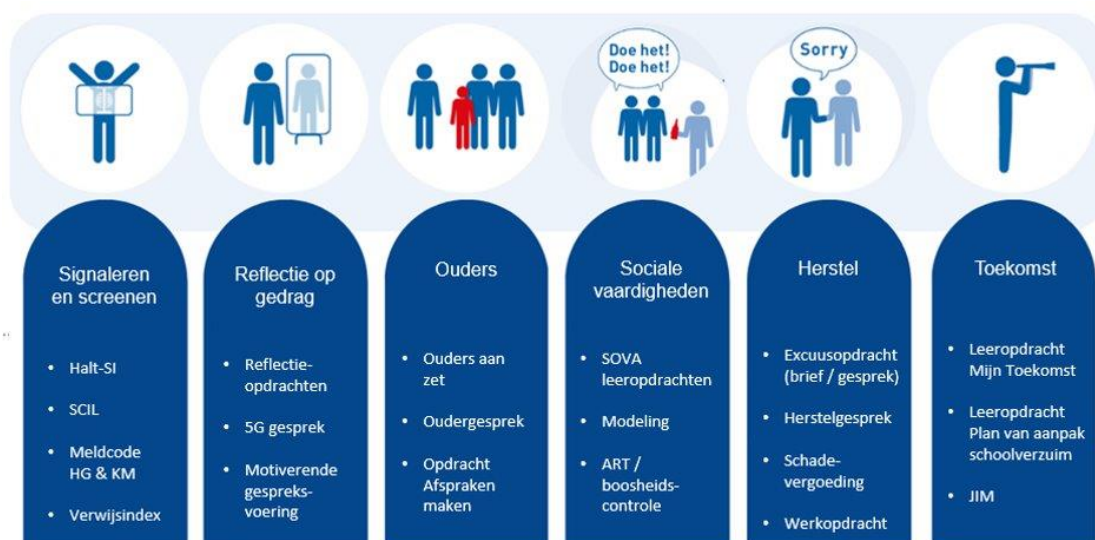 Doe het!
Doe het!
Sorry
Signaleren
en screenen
• Halt-SI
• SCIL
• Meldcode
HG & KM
• Verwijsindex
Reflectie op
gedrag
• Reflectie-
opdrachten
• 5G gesprek
• Motiverende
gespreks-
voering
Ouders
• Ouders aan
zet
• Oudergesprek
• Opdracht
Afspraken
maken
Sociale
vaardigheden
• SOVA
leeropdrachten
• Modeling
• ART /
boosheids-
controle
Herstel
• Excuusopdracht
(brief / gesprek)
• Herstelgesprek
• Schade-
vergoeding
• Werkopdracht
Toekomst
• Leeropdracht
Mijn Toekomst
• Leeropdracht
Plan van aanpak
schoolverzuim
• JIM